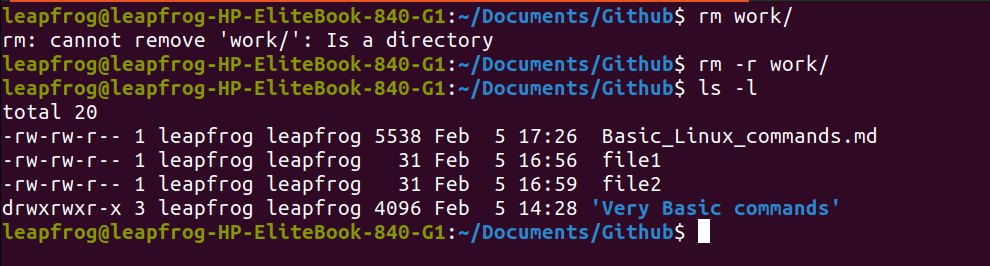 leapfrog@leapfrog-HP-EliteBook-840-G1:~/Documents/Github$ rm work/
rm: cannot remove 'work/': Is a directory
leapfrog@leapfrog-HP-EliteBook-840-G1:~/Documents/Github$ rm -r work/
leapfrog@leapfrog-HP-EliteBook-840-G1:~/Documents/Github$ ls -l
total 20
-rw-rw-r-- 1 leapfrog leapfrog 5538 Feb  5 17:26  Basic_Linux_commands.md
-rw-rw-r-- 1 leapfrog leapfrog   31 Feb  5 16:56  file1
-rw-rw-r-- 1 leapfrog leapfrog   31 Feb  5 16:59  file2
drwxrwxr-x 3 leapfrog leapfrog 4096 Feb  5 14:28 'Very Basic commands'
leapfrog@leapfrog-HP-EliteBook-840-G1:~/Documents/Github$